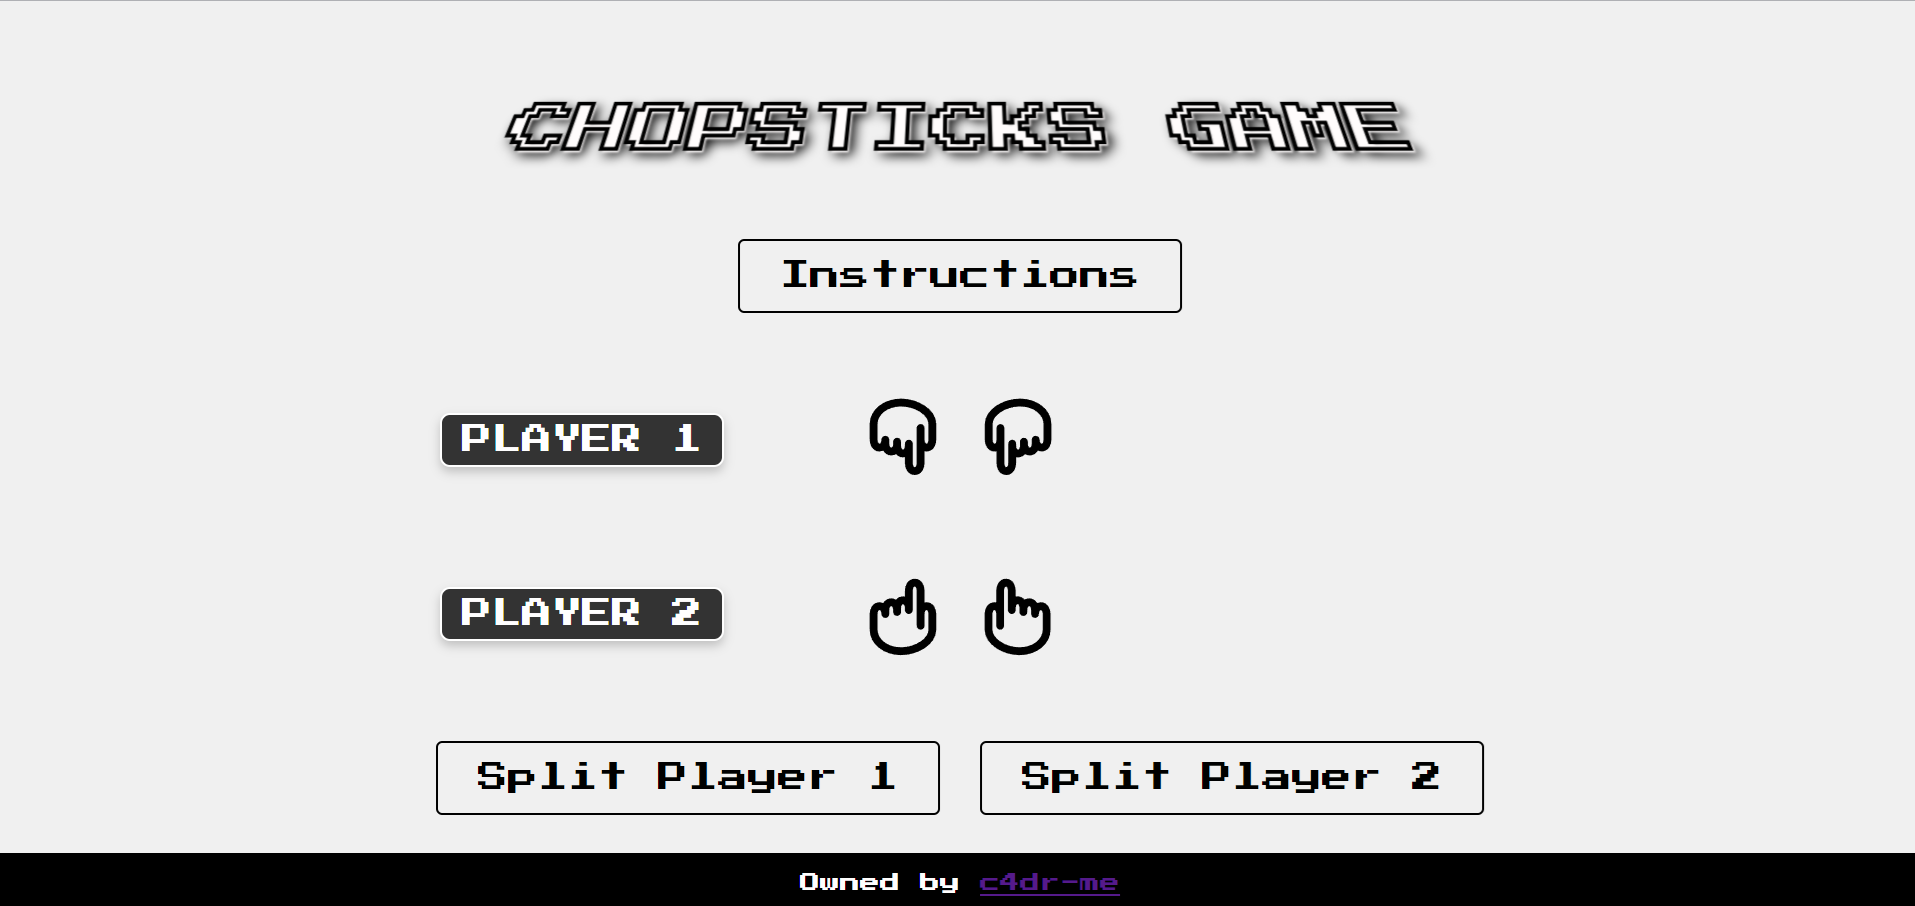 CHOPSTICKS GAME
Instructions
PLAYER 1
PLAYER 2
Split Player 1
Split Player 2
Owned by c4dr-me